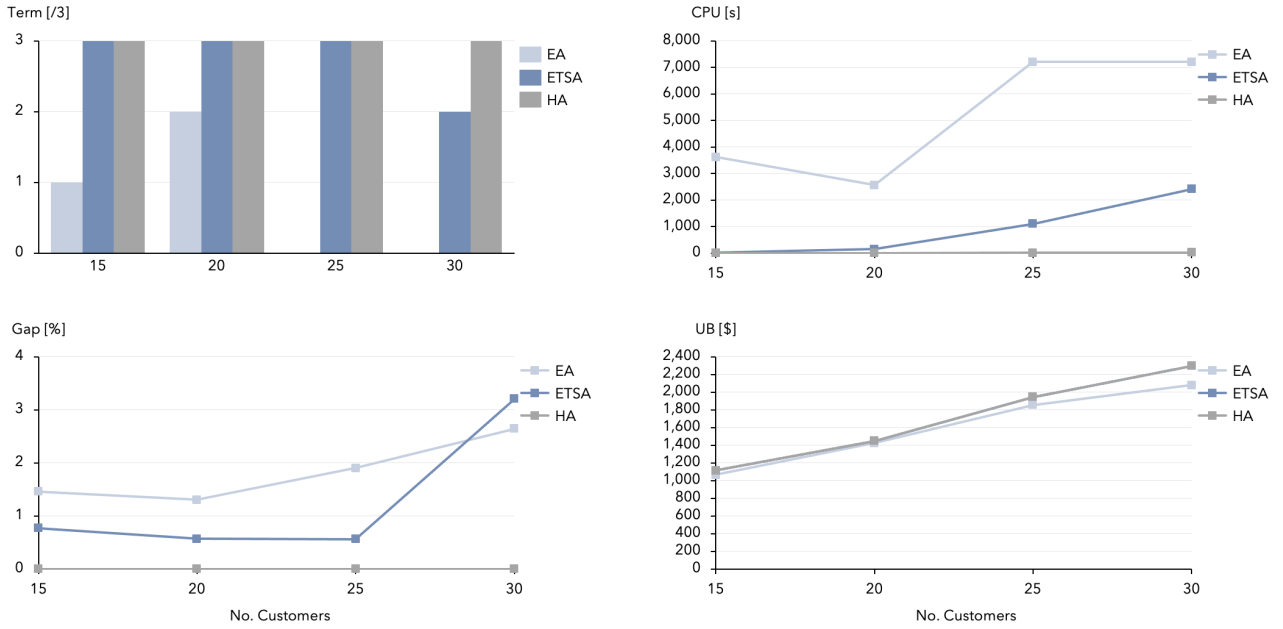 Term [/3]
3
2
1
0
15 20 25 30
EA
ETSA
HA
CPU [s]
8,000
7,000
6,000
5,000
4,000
3,000
2,000
1,000
0
15 20 25 30
EA
ETSA
HA
Gap [%]
4
3
2
1
0
15 20 25 30
No. Customers
EA
ETSA
HA
UB [$]
2,400
2,200
2,000
1,800
1,600
1,400
1,200
1,000
800
600
400
200
0
15 20 25 30
No. Customers
EA
ETSA
HA